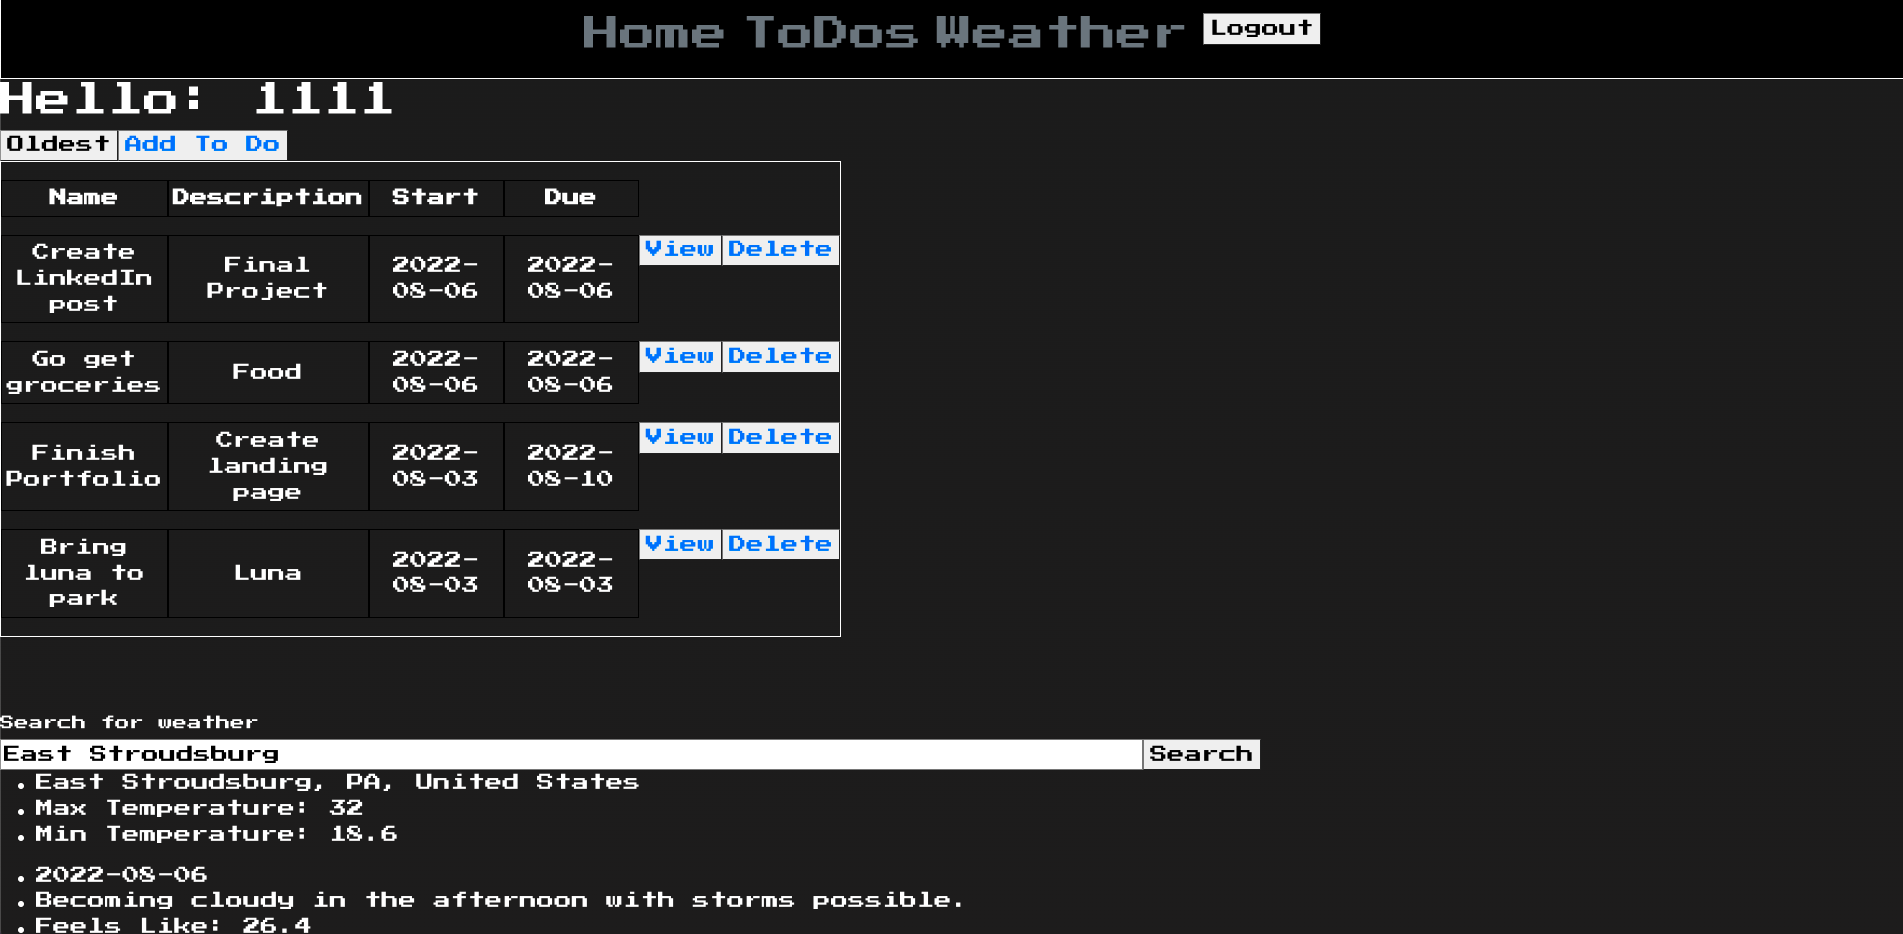 Home ToDos Weather Logout
Hello: 1111
Oldest Add To Do
Name Description Start Due
Create LinkedIn post Final Project 2022-08-06 2022-08-06 View Delete
Go get groceries Food 2022-08-06 2022-08-06 View Delete
Finish Portfolio Create landing page 2022-08-03 2022-08-10 View Delete
Bring luna to park Luna 2022-08-03 2022-08-03 View Delete
Search for weather
East Stroudsburg Search
East Stroudsburg, PA, United States
Max Temperature: 32
Min Temperature: 18.6
2022-08-06
Becoming cloudy in the afternoon with storms possible.
Feels Like: 26.4